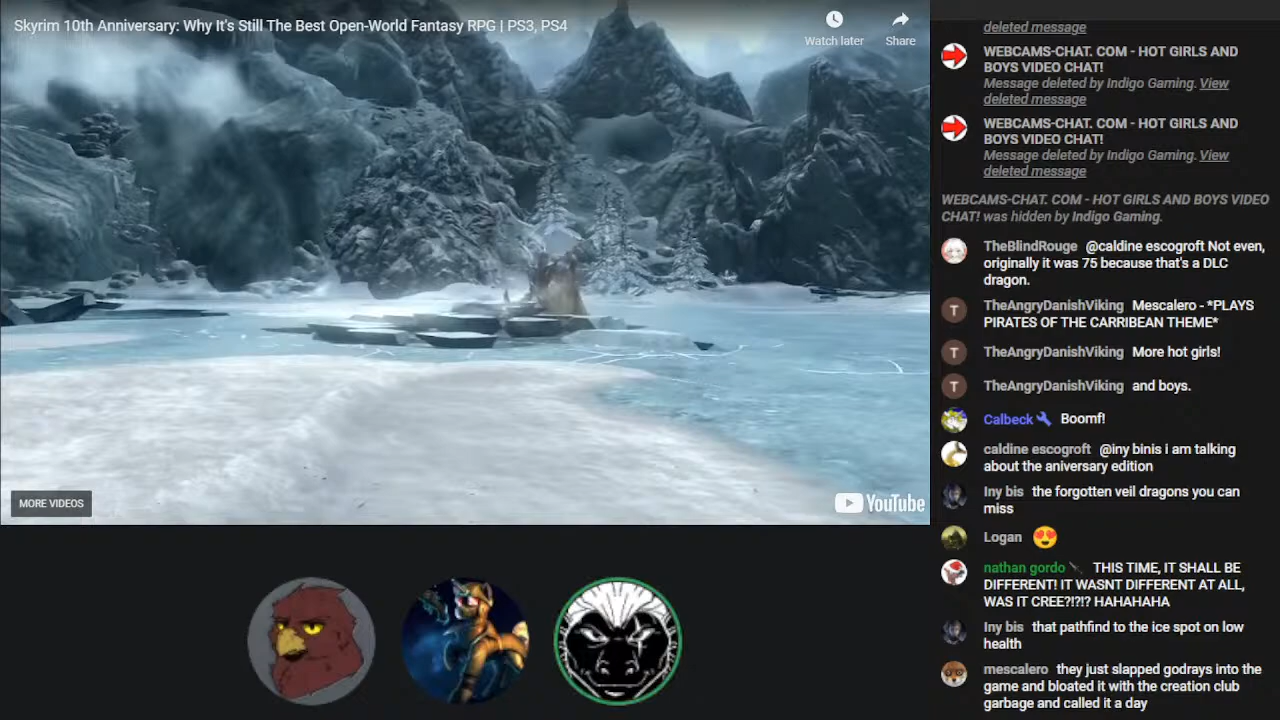 Skyrim 10th Anniversary: Why It's Still The Best Open-World Fantasy RPG | PS3, PS4
Watch later
Share
MORE VIDEOS
YouTube
deleted message
WEBCAMS-CHAT. COM - HOT GIRLS AND
BOYS VIDEO CHAT!
Message deleted by Indigo Gaming. View
deleted message
WEBCAMS-CHAT. COM - HOT GIRLS AND
BOYS VIDEO CHAT!
Message deleted by Indigo Gaming. View
deleted message
WEBCAMS-CHAT. COM - HOT GIRLS AND BOYS VIDEO
CHAT! was hidden by Indigo Gaming.
TheBlindRouge @caldine escogroft Not even,
originally it was 75 because that's a DLC
dragon.
T
TheAngryDanishViking Mescalero - *PLAYS
PIRATES OF THE CARRIBEAN THEME*
T
TheAngryDanishViking More hot girls!
T
TheAngryDanishViking and boys.
Calbeck Boomf!
caldine escogroft @iny binis i am talking
about the aniversary edition
Iny bis the forgotten veil dragons you can
miss
Logan 😍
nathan gordo THIS TIME, IT SHALL BE
DIFFERENT! IT WASNT DIFFERENT AT ALL,
WAS IT CREE?!?!? HAHAHAHA
Iny bis that pathfind to the ice spot on low
health
mescalero they just slapped godrays into the
game and bloated it with the creation club
garbage and called it a day